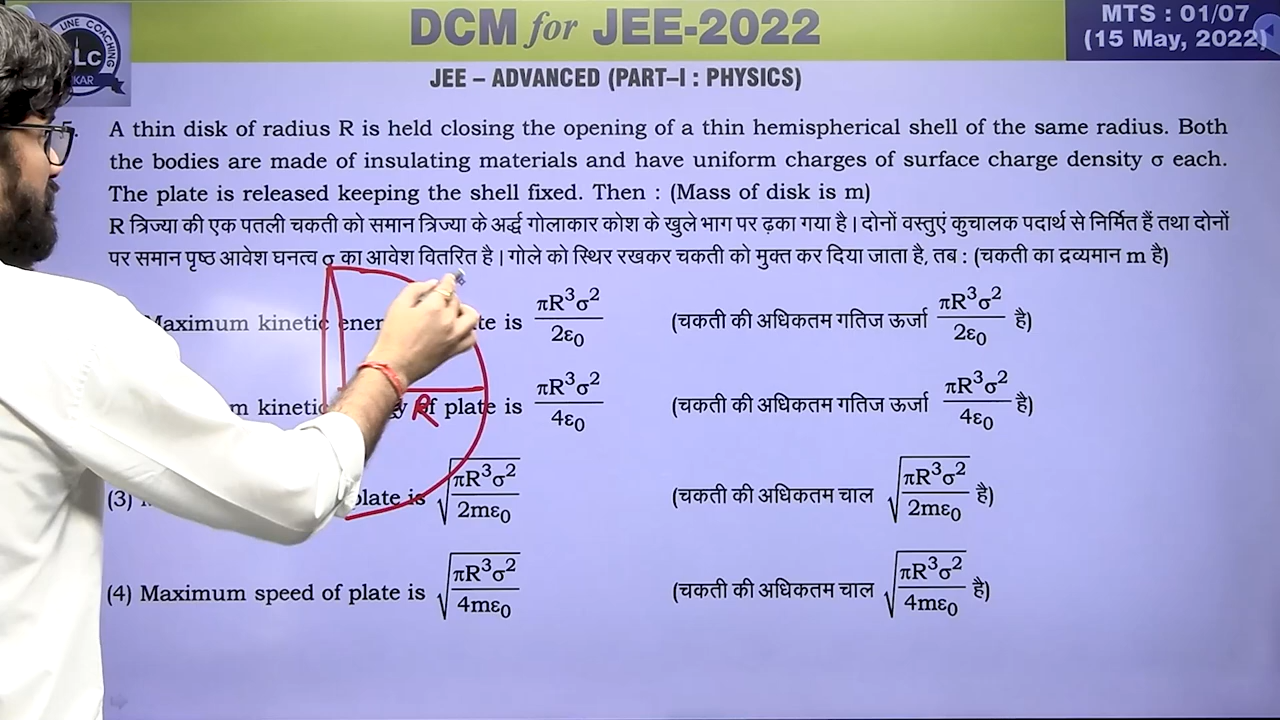 LINE COACHING
LC
KAR
DCM for JEE-2022
MTS : 01/07
(15 May, 2022)
JEE – ADVANCED (PART–I : PHYSICS)
A thin disk of radius R is held closing the opening of a thin hemispherical shell of the same radius. Both
the bodies are made of insulating materials and have uniform charges of surface charge density σ each.
The plate is released keeping the shell fixed. Then : (Mass of disk is m)
R त्रिज्या की एक पतली चकती को समान त्रिज्या के अर्द्ध गोलाकार कोश के खुले भाग पर ढ़का गया है। दोनों वस्तुएं कुचालक पदार्थ से निर्मित हैं तथा दोनों
पर समान पृष्ठ आवेश घनत्व σ का आवेश वितरित है। गोले को स्थिर रखकर चकती को मुक्त कर दिया जाता है, तब : (चकती का द्रव्यमान m है)
Maximum kinetic is πR³σ²/2ε₀ (चकती की अधिकतम गतिज ऊर्जा πR³σ²/2ε₀ है)
kinetic of plate is πR³σ²/4ε₀ (चकती की अधिकतम गतिज ऊर्जा πR³σ²/4ε₀ है)
R
(3) plate is √(πR³σ²/2mε₀) (चकती की अधिकतम चाल √(πR³σ²/2mε₀) है)
(4) Maximum speed of plate is √(πR³σ²/4mε₀) (चकती की अधिकतम चाल √(πR³σ²/4mε₀) है)